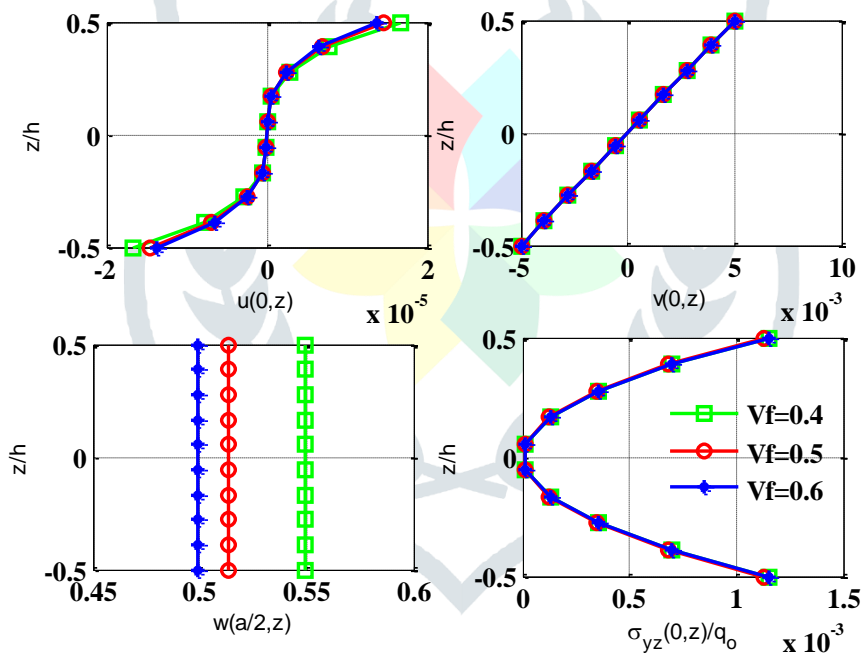 0.5
0
-0.5
z/h
-2
0
2
u(0,z)
x 10^-5
0.5
0
-0.5
z/h
-5
0
5
10
v(0,z)
x 10^-3
0.5
0
-0.5
z/h
0.45
0.5
0.55
0.6
w(a/2,z)
0.5
0
-0.5
z/h
0
0.5
1
1.5
σyz(0,z)/qo
x 10^-3
Vf=0.4
Vf=0.5
Vf=0.6